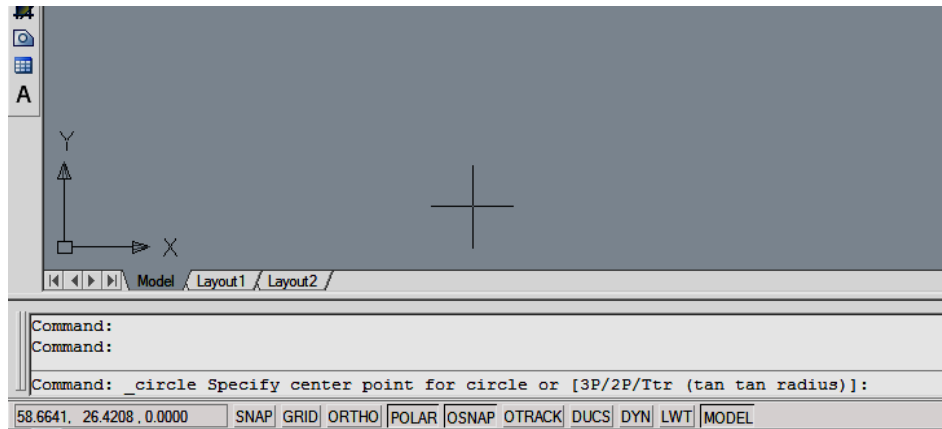 A
Y
X
Model Layout1 Layout2
Command:
Command:
Command: _circle Specify center point for circle or [3P/2P/Ttr (tan tan radius)]:
58.6641, 26.4208 , 0.0000 SNAP GRID ORTHO POLAR OSNAP OTRACK DUCS DYN LWT MODEL